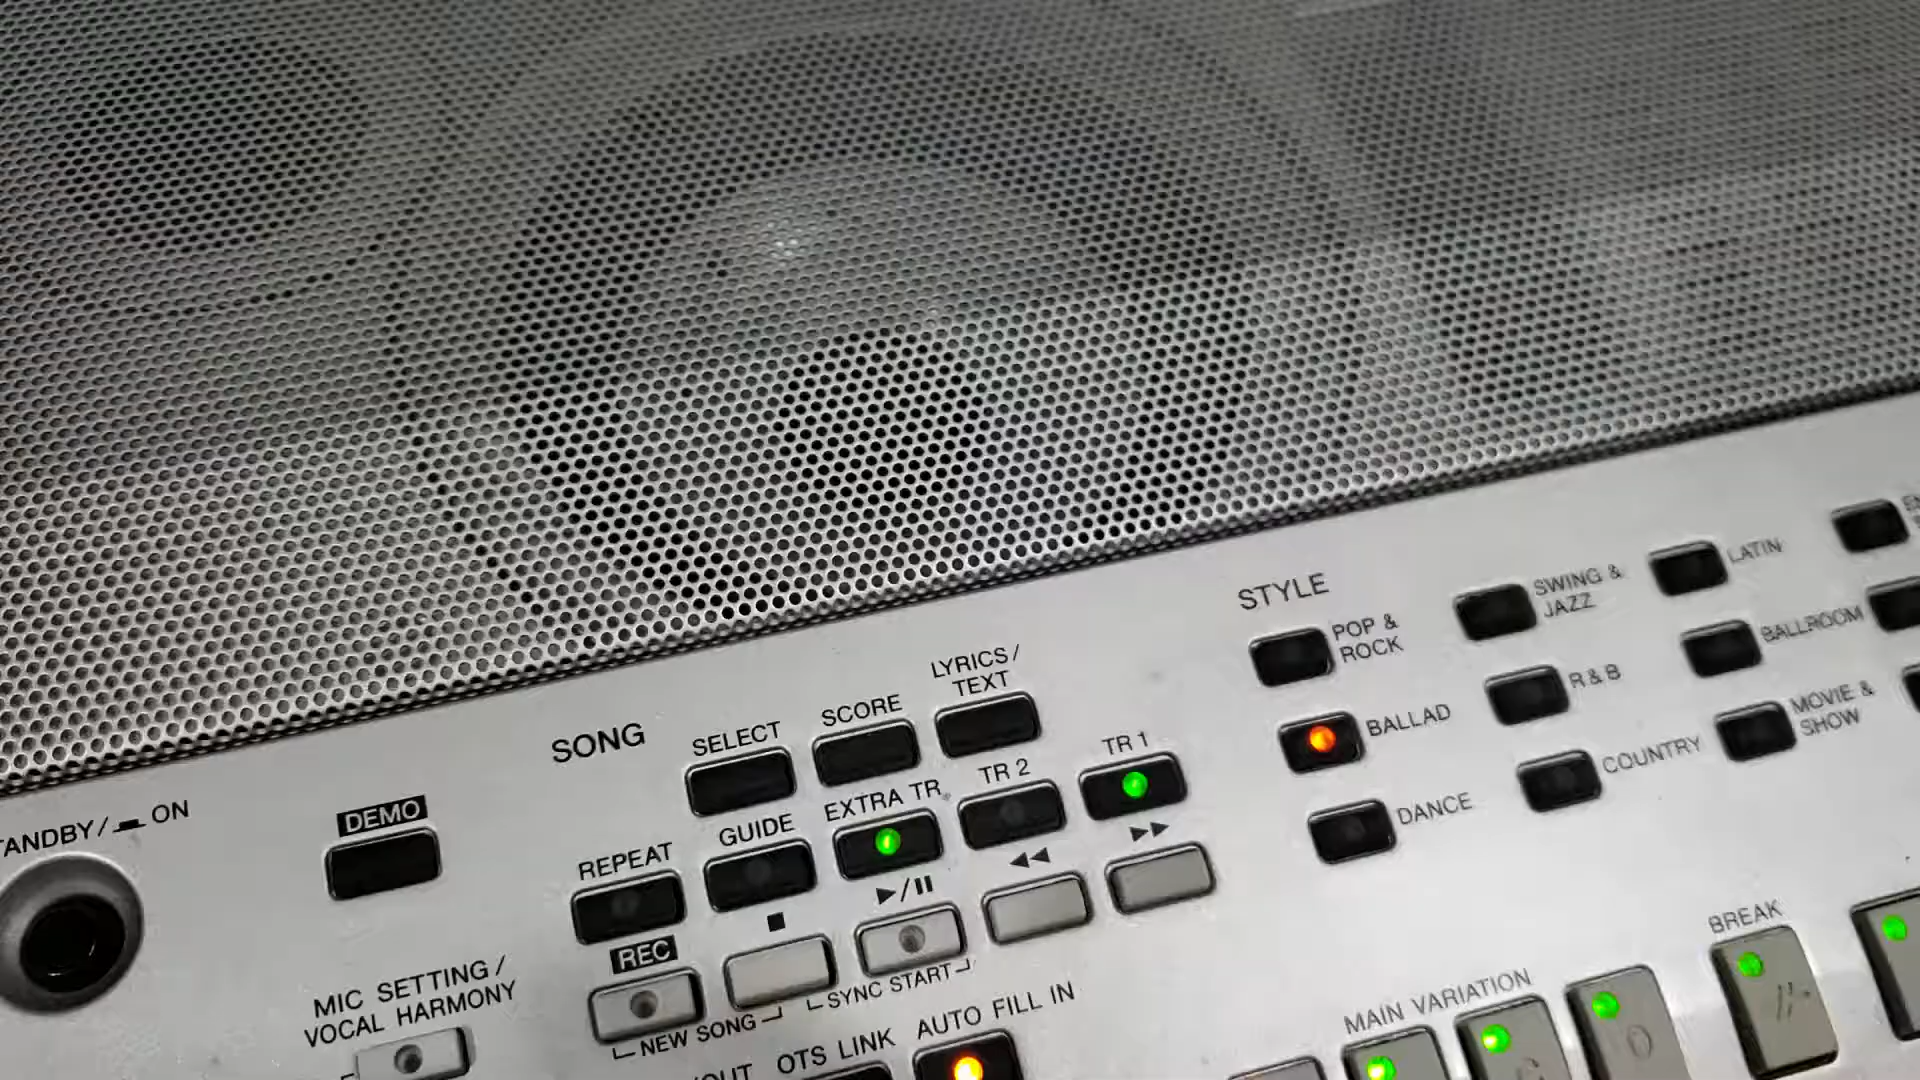 STYLE
POP &
ROCK
SWING &
JAZZ
LATIN
BALLAD
R & B
BALLROOM
DANCE
COUNTRY
MOVIE &
SHOW
SONG
SELECT
SCORE
LYRICS /
TEXT
REPEAT
GUIDE
EXTRA TR
TR 2
TR 1
ON
DEMO
REC
NEW SONG
SYNC START
MIC SETTING /
VOCAL HARMONY
OTS LINK
AUTO FILL IN
MAIN VARIATION
BREAK